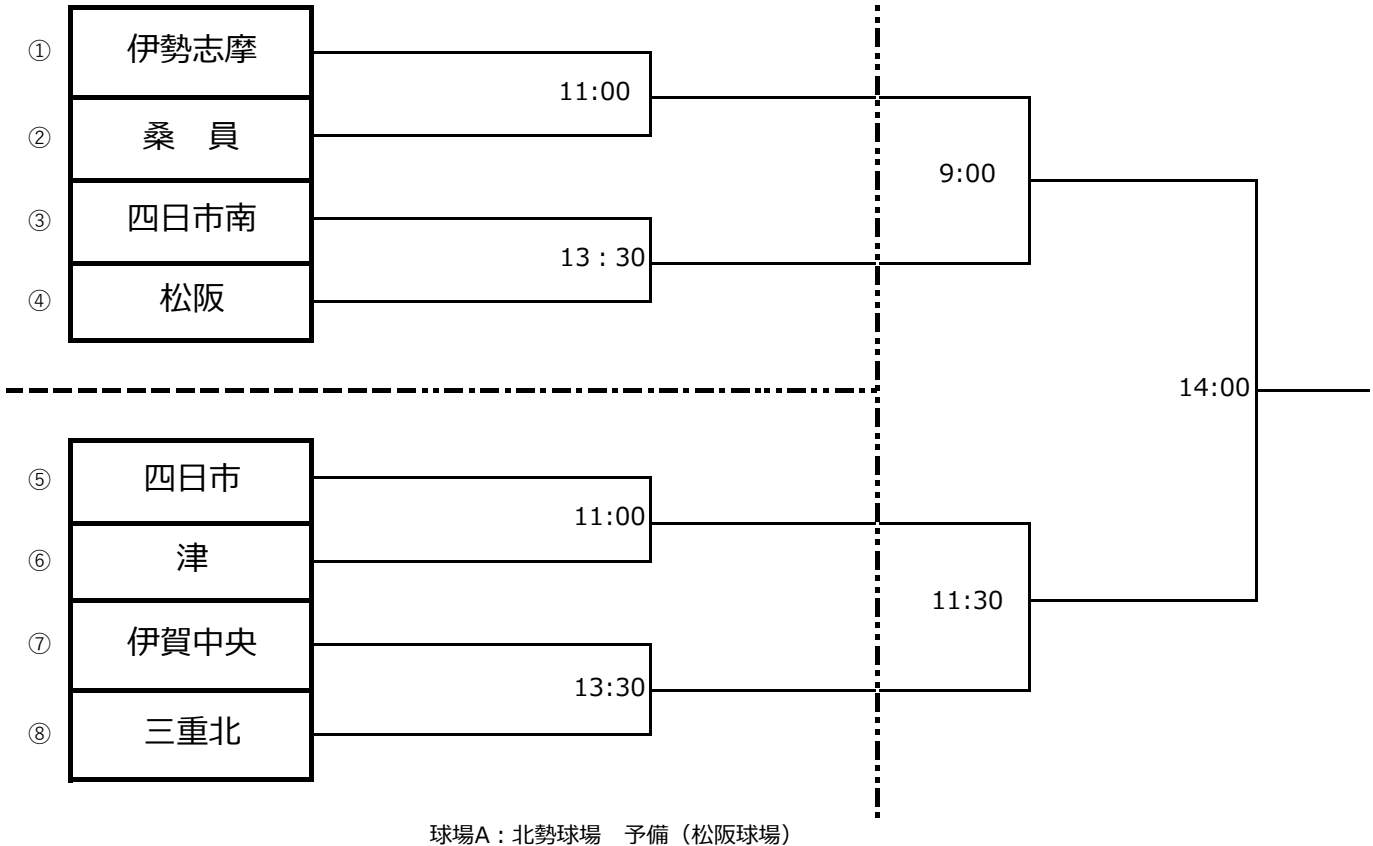 ① 伊勢志摩
11:00
② 桑　員
9:00
③ 四日市南
13：30
④ 松阪
14:00
⑤ 四日市
11:00
⑥ 津
11:30
⑦ 伊賀中央
13:30
⑧ 三重北
球場A：北勢球場　予備（松阪球場）